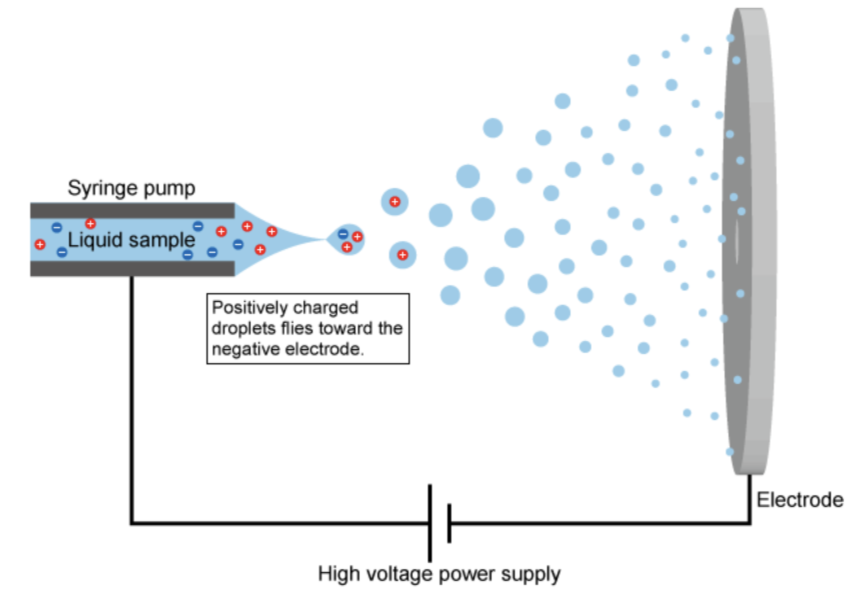 Syringe pump
Liquid sample
Positively charged
droplets flies toward the
negative electrode.
Electrode
High voltage power supply